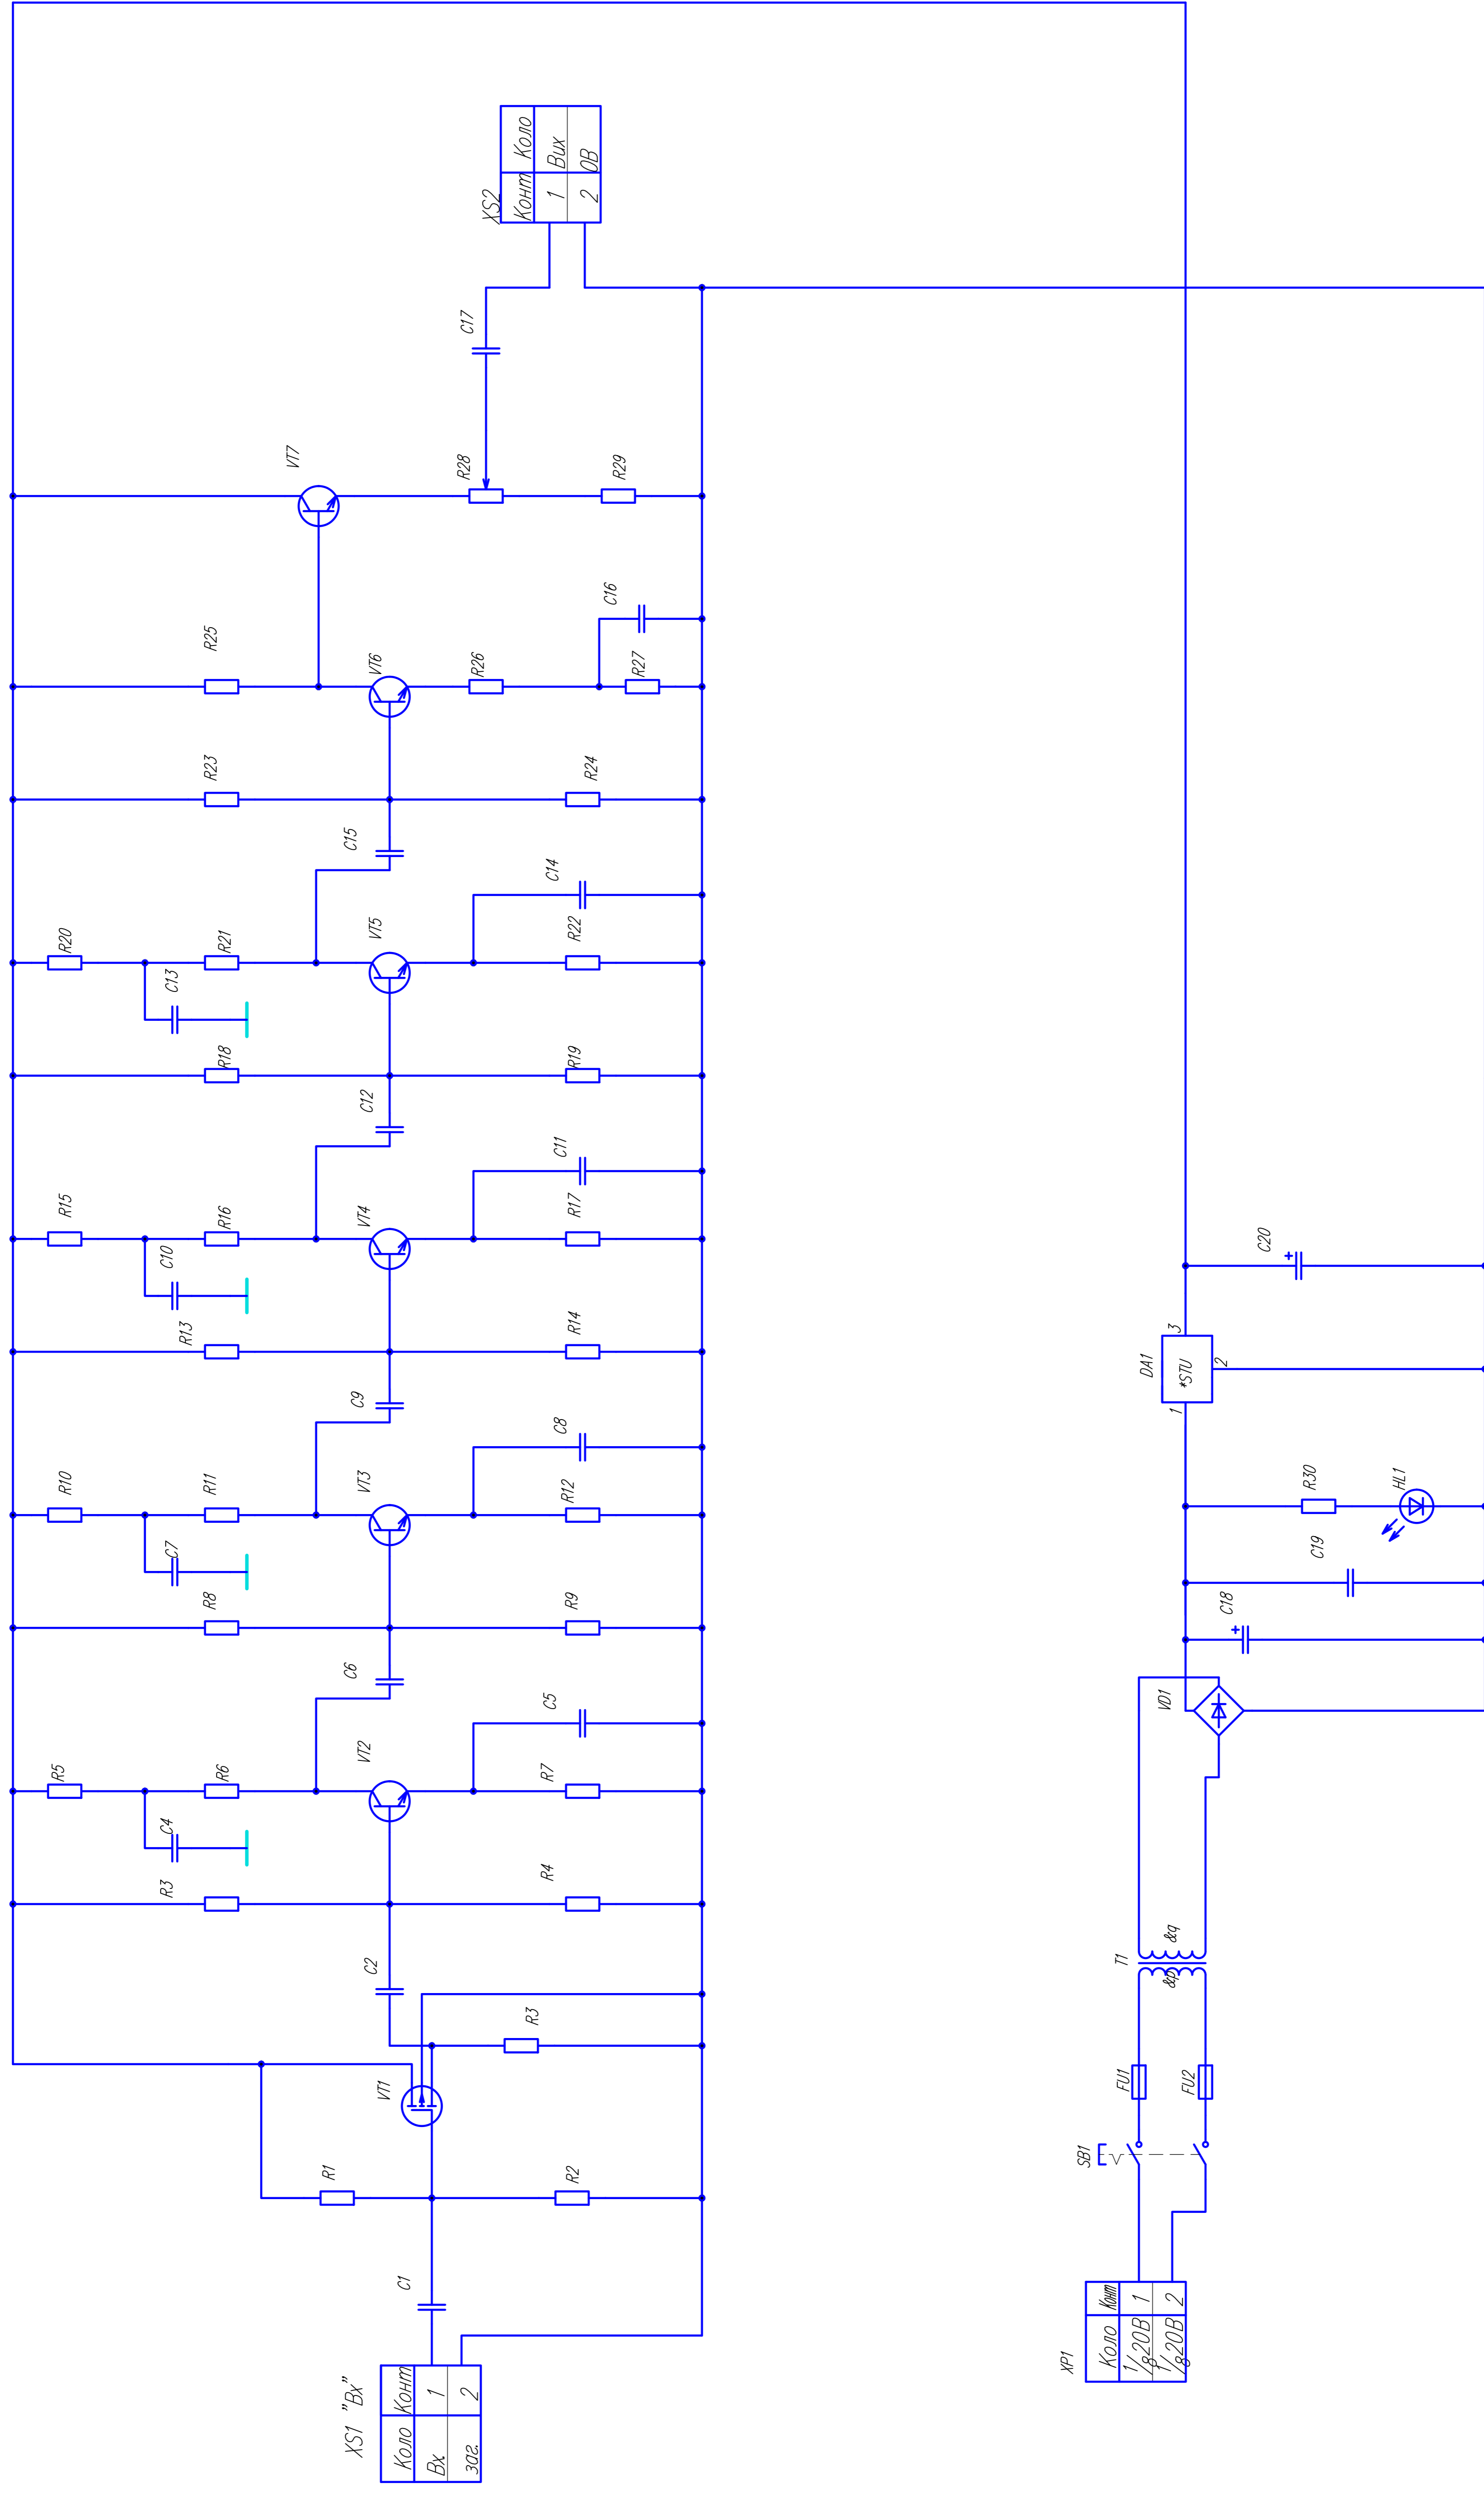 XS1 "Вх"
Коло Конт
Вх. 1
заг. 2
C1
R1
R2
VT1
R3
C2
R3
R4
C4
R5
R6
VT2
R7
C5
C6
R8
R9
C7
R10
R11
VT3
R12
C8
C9
R13
R14
C10
R15
R16
VT4
R17
C11
C12
R18
R19
C13
R20
R21
VT5
R22
C14
C15
R23
R24
R25
VT6
R26
R27
C16
VT7
R28
R29
C17
XS2
Конт Коло
1 Вих
2 0В
XP1
Коло Конт
1/820В 1
1/820В 2
SB1
FU1
FU2
T1
&p
&q
VD1
C18
C19
R30
HL1
DA1
*STU
1
2
3
C20